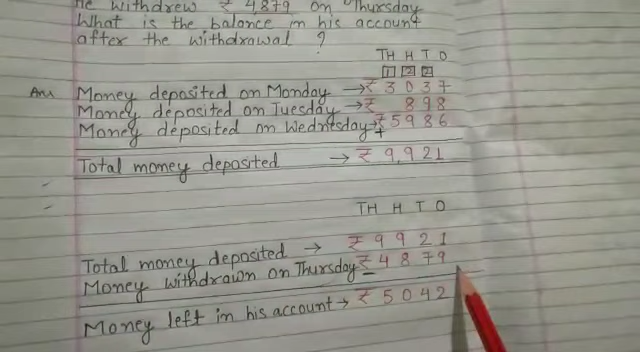 He withdrew ₹ 4,879 on Thursday
What is the balance in his account
after the withdrawal ?
TH H T O
1 2 2
Ans Money deposited on Monday → ₹ 3 0 3 7
Money deposited on Tuesday → ₹ 8 9 8
Money deposited on Wednesday → + ₹ 5 9 8 6
Total money deposited → ₹ 9,9 2 1
TH H T O
Total money deposited → ₹ 9 9 2 1
Money withdrawn on Thursday - ₹ 4 8 7 9
Money left in his account → ₹ 5 0 4 2